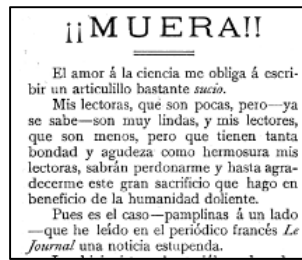 ¡¡MUERA!!
El amor á la ciencia me obliga á escri-
bir un articulillo bastante sucio.
Mis lectoras, que son pocas, pero—ya
se sabe—son muy lindas, y mis lectores,
que son menos, pero que tienen tanta
bondad y agudeza como hermosura mis
lectoras, sabrán perdonarme y hasta agra-
decerme este gran sacrificio que hago en
beneficio de la humanidad doliente.
Pues es el caso—pamplinas á un lado
—que he leído en el periódico francés Le
Journal una noticia estupenda.